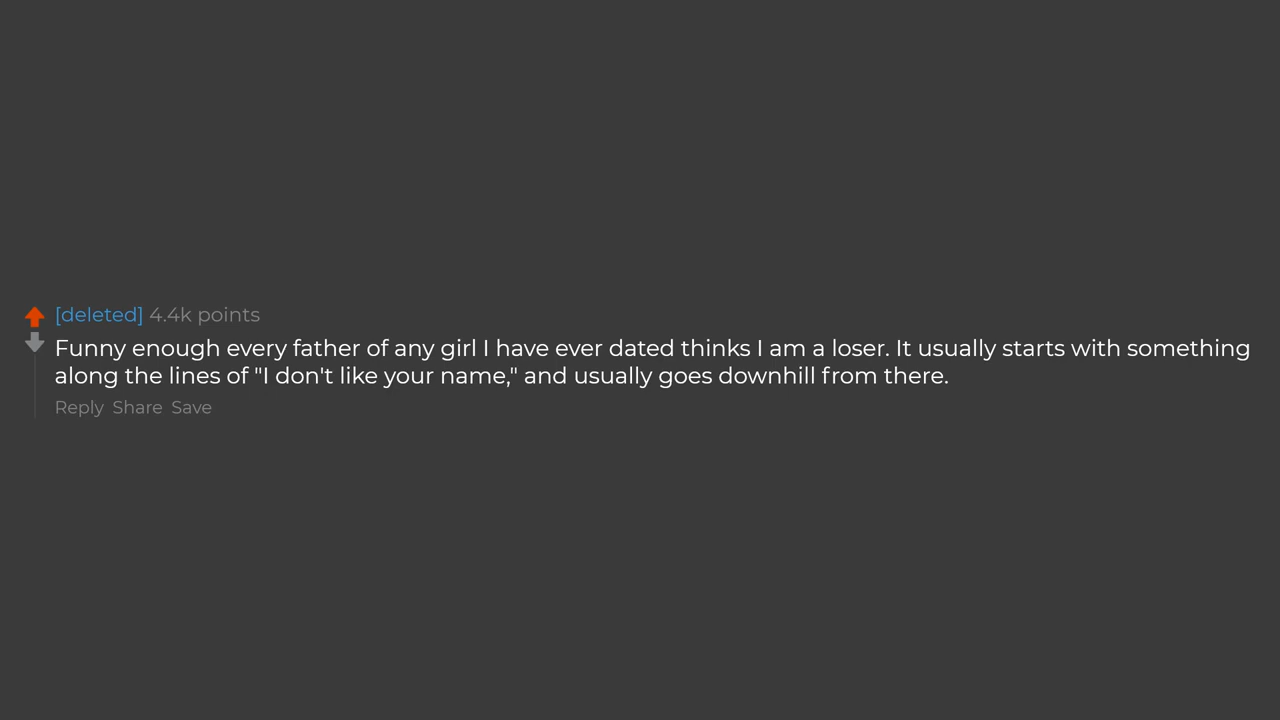 [deleted] 4.4k points
Funny enough every father of any girl I have ever dated thinks I am a loser. It usually starts with something
along the lines of "I don't like your name," and usually goes downhill from there.
Reply Share Save